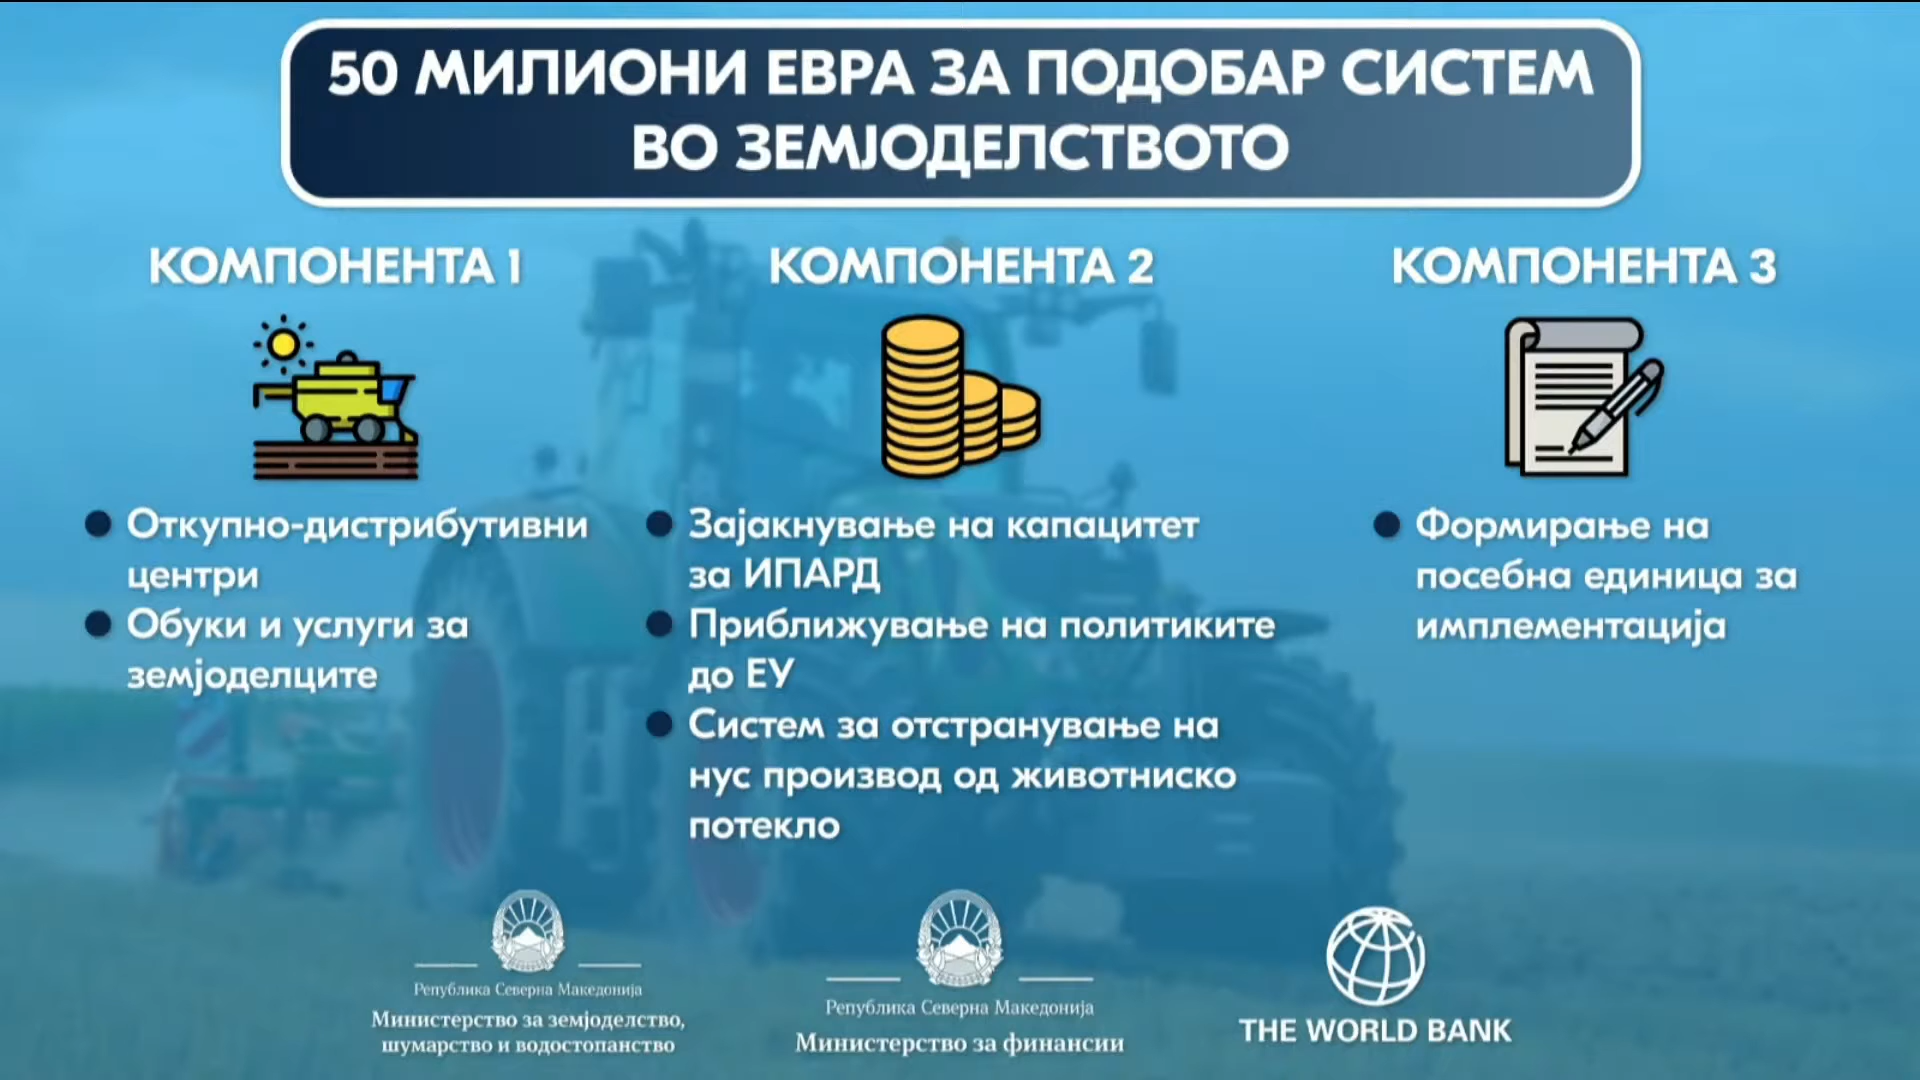 50 МИЛИОНИ ЕВРА ЗА ПОДОБАР СИСТЕМ
ВО ЗЕМЈОДЕЛСТВОТО
КОМПОНЕНТА 1
Откупно-дистрибутивни
центри
Обуки и услуги за
земјоделците
КОМПОНЕНТА 2
Зајакнување на капацитет
за ИПАРД
Приближување на политиките
до ЕУ
Систем за отстранување на
нус производ од животниско
потекло
КОМПОНЕНТА 3
Формирање на
посебна единица за
имплементација
Република Северна Македонија
Министерство за земјоделство,
шумарство и водостопанство
Република Северна Македонија
Министерство за финансии
THE WORLD BANK